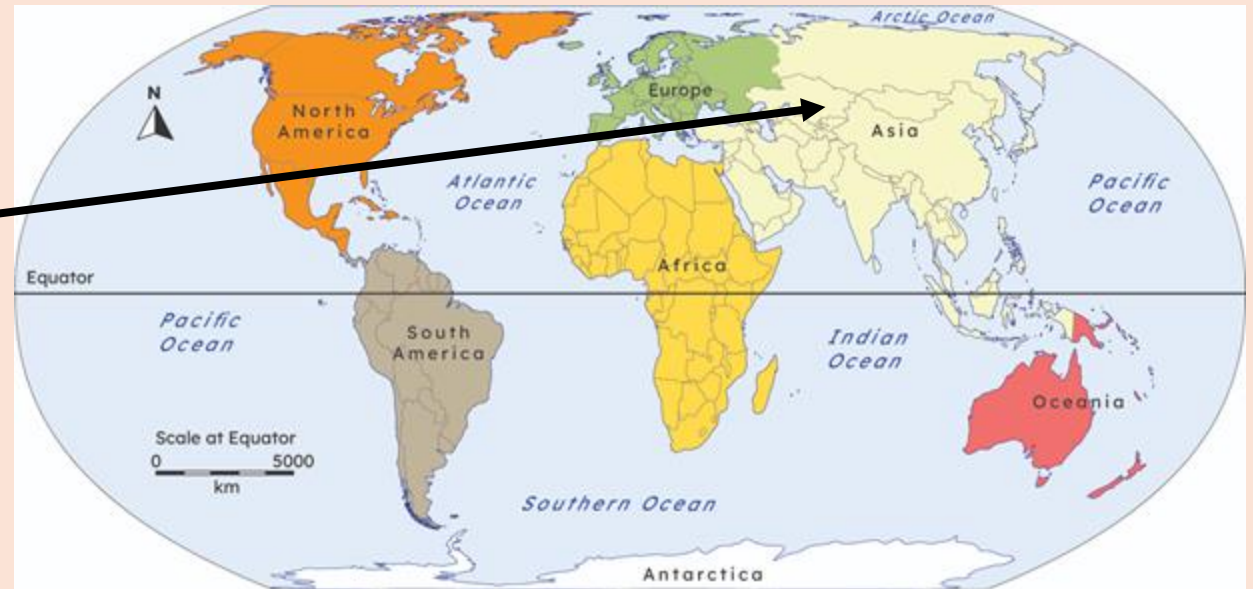 Arctic Ocean
N
North
America
Europe
Asia
Atlantic
Ocean
Pacific
Ocean
Africa
Equator
Pacific
Ocean
South
America
Indian
Ocean
Oceania
Scale at Equator
0 5000
km
Southern Ocean
Antarctica